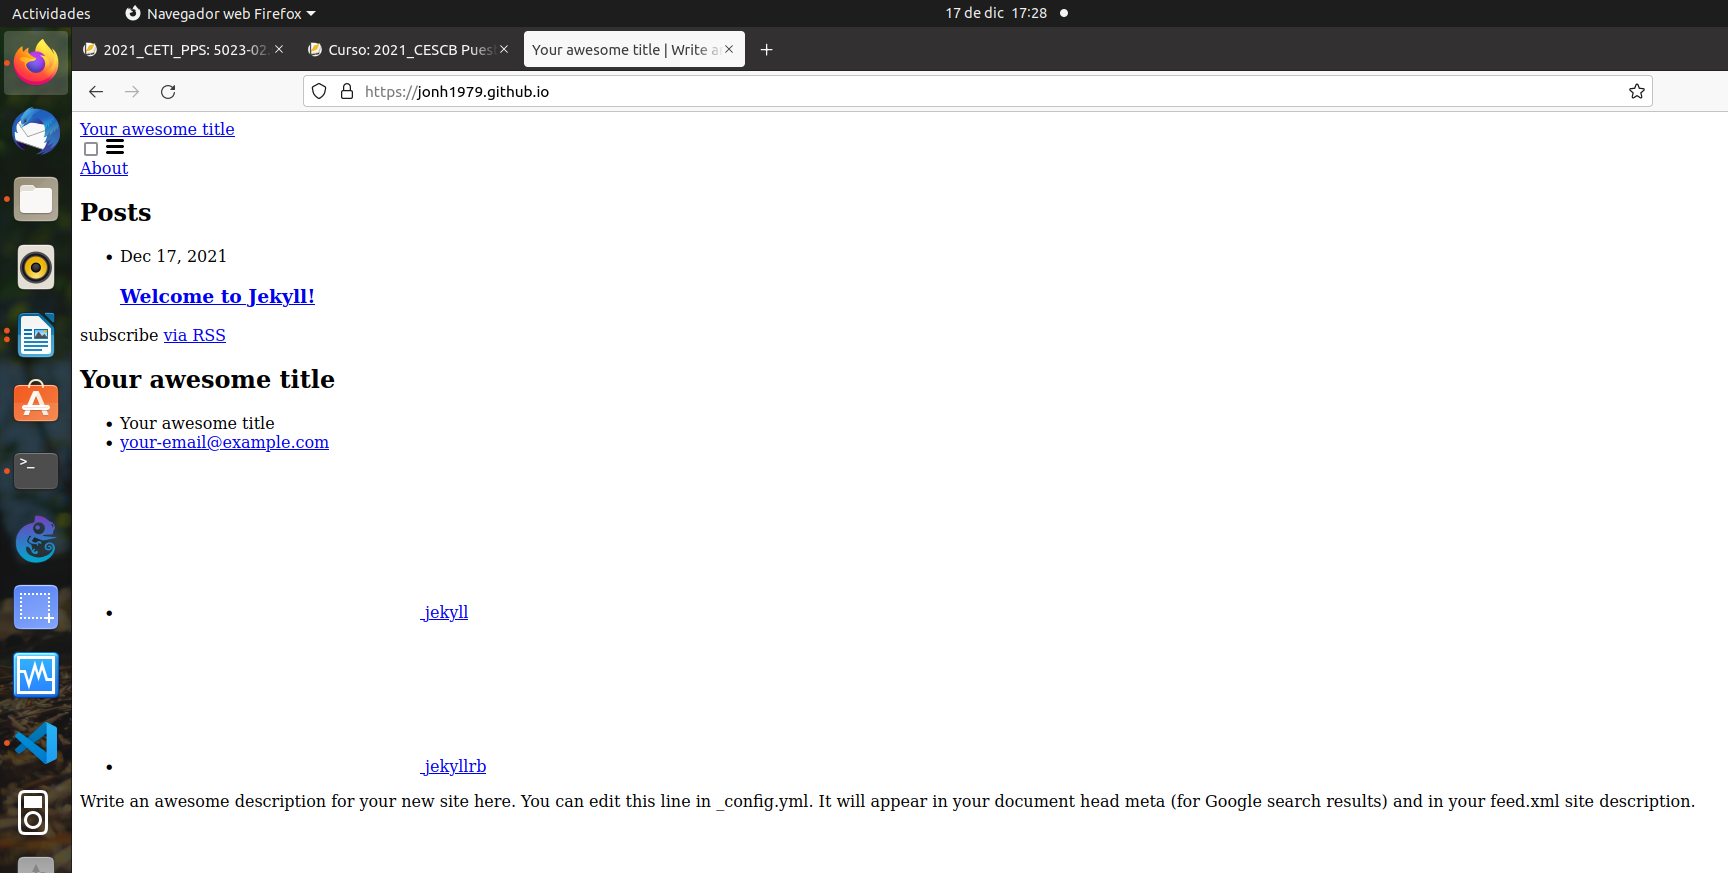 Actividades
Navegador web Firefox
17 de dic 17:28
2021_CETI_PPS: 5023-02
Curso: 2021_CESCB Pues
Your awesome title | Write a
https://jonh1979.github.io
Your awesome title
About
Posts
Dec 17, 2021
Welcome to Jekyll!
subscribe via RSS
Your awesome title
Your awesome title
your-email@example.com
jekyll
jekyllrb
Write an awesome description for your new site here. You can edit this line in _config.yml. It will appear in your document head meta (for Google search results) and in your feed.xml site description.